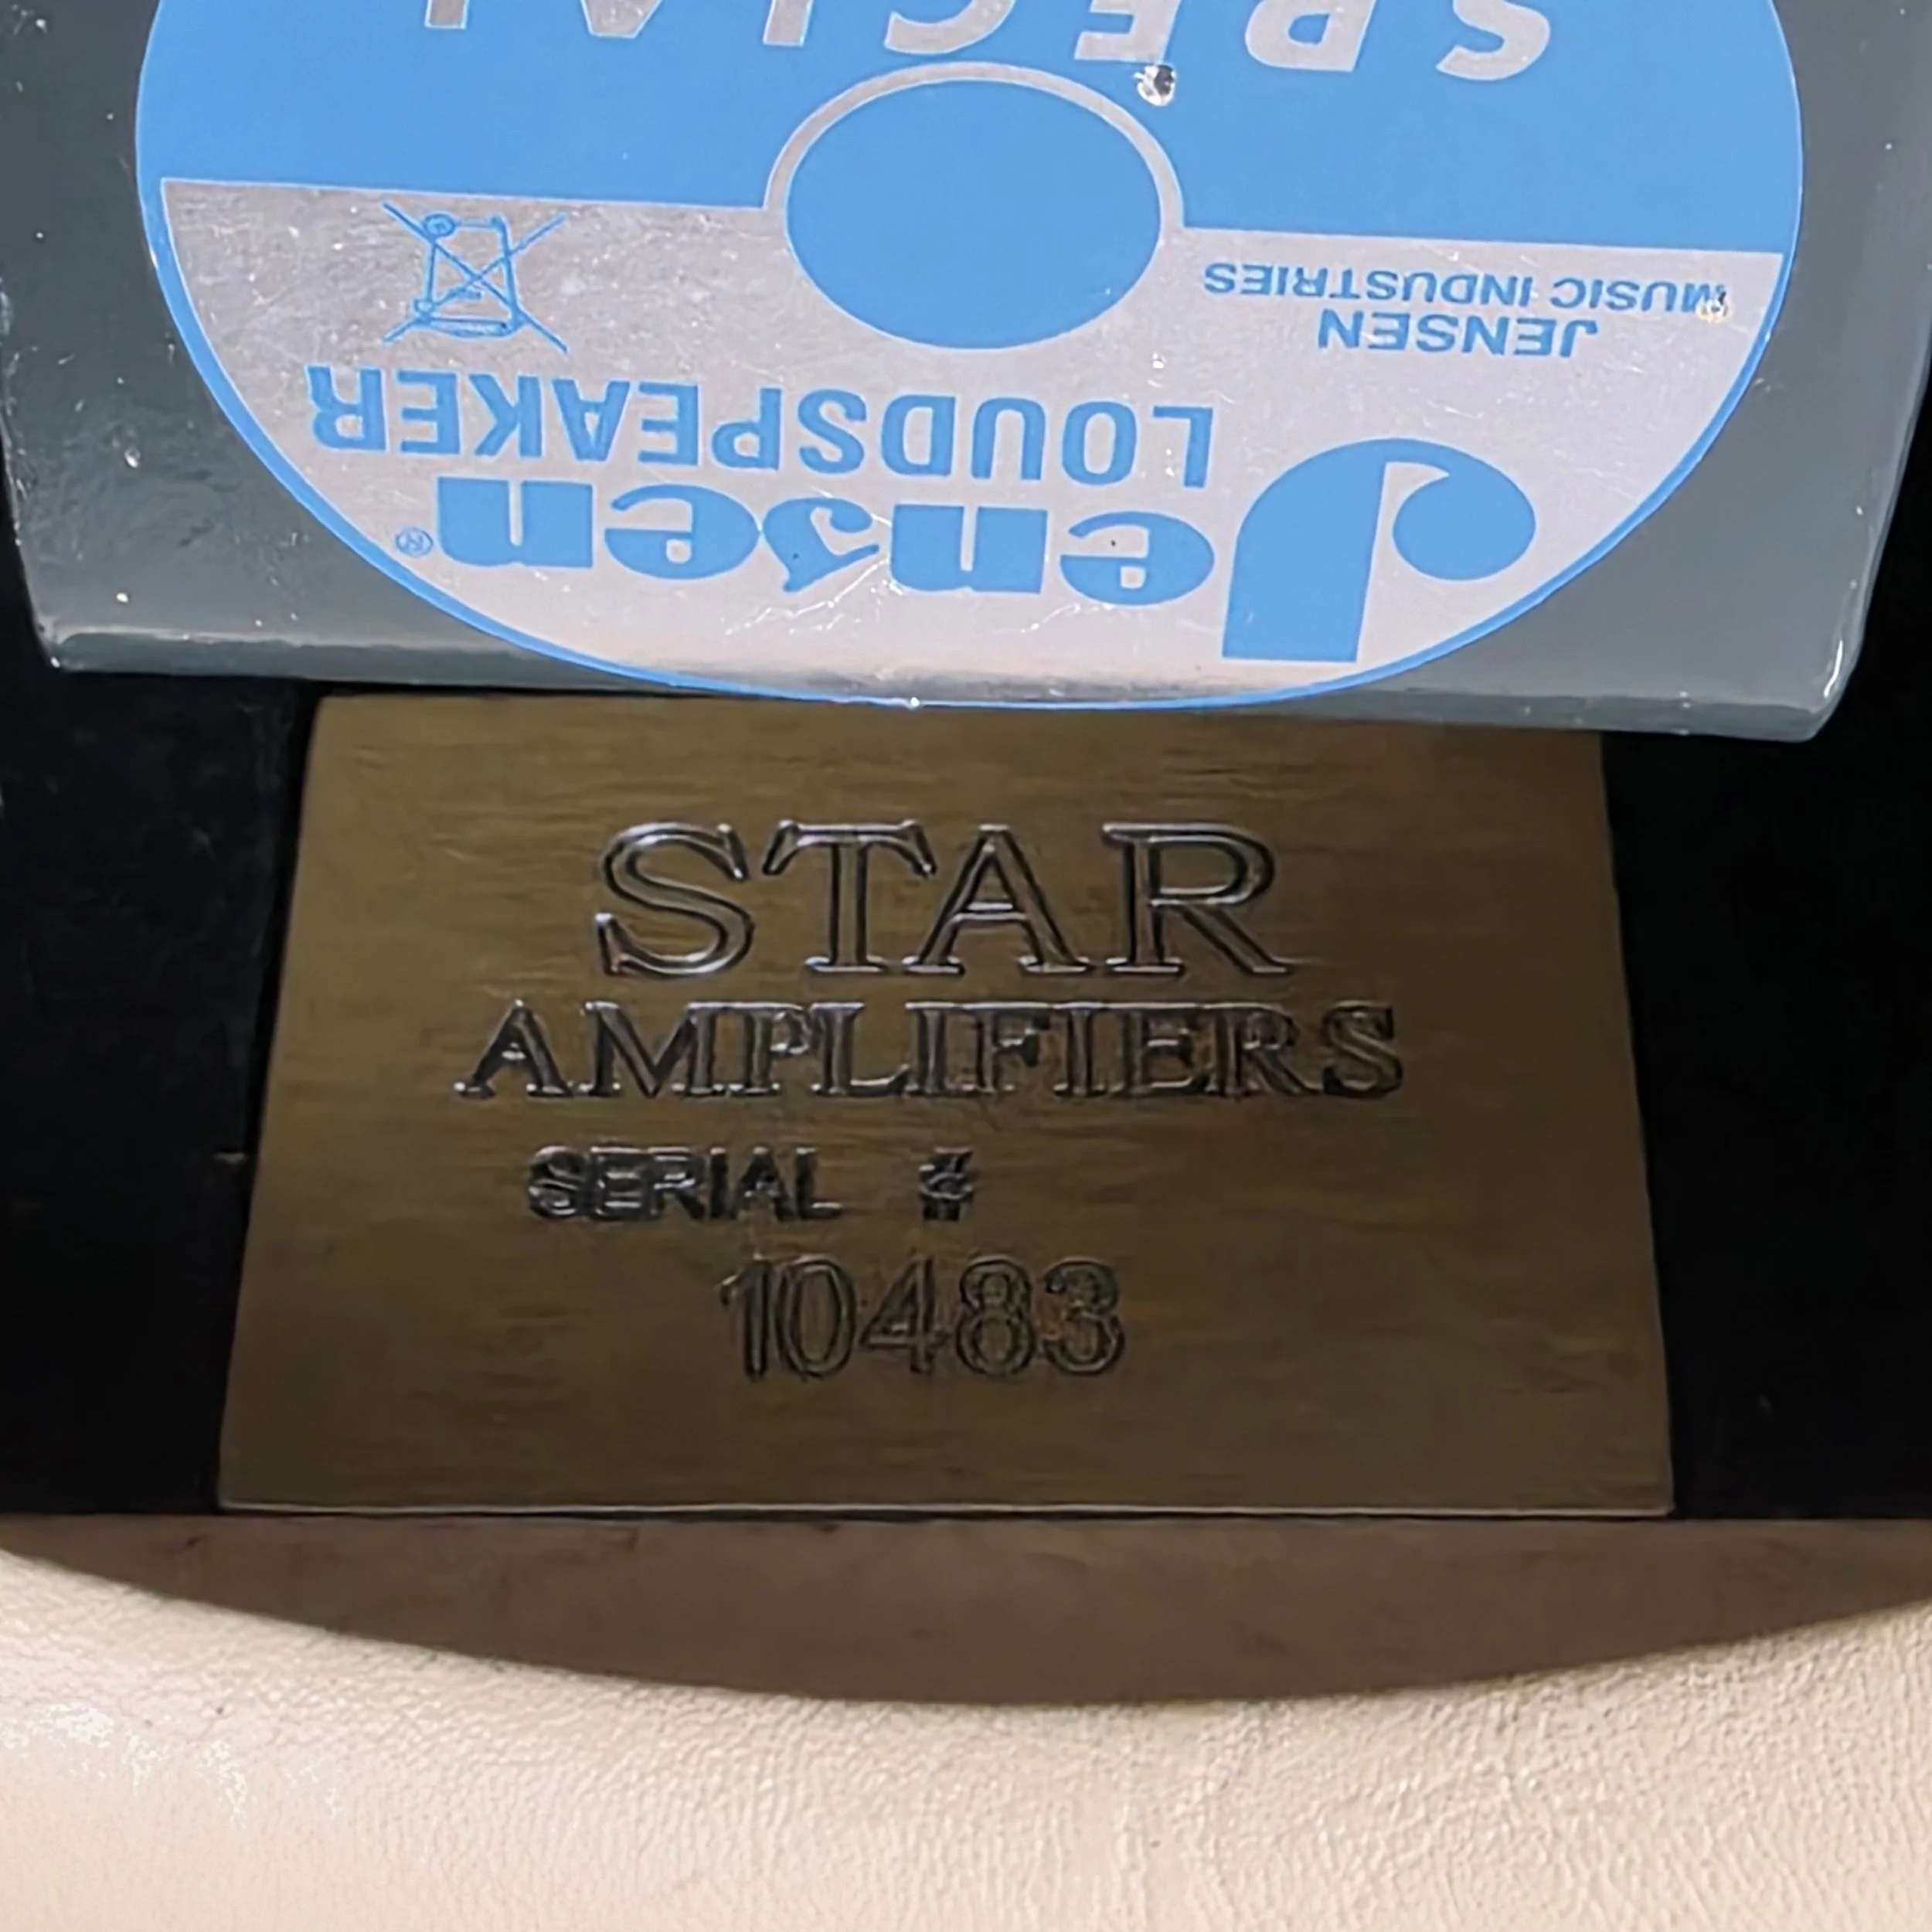 Jensen®
LOUDSPEAKER
JENSEN
MUSIC INDUSTRIES
SPECIAL
STAR
AMPLIFIERS
SERIAL #
10483